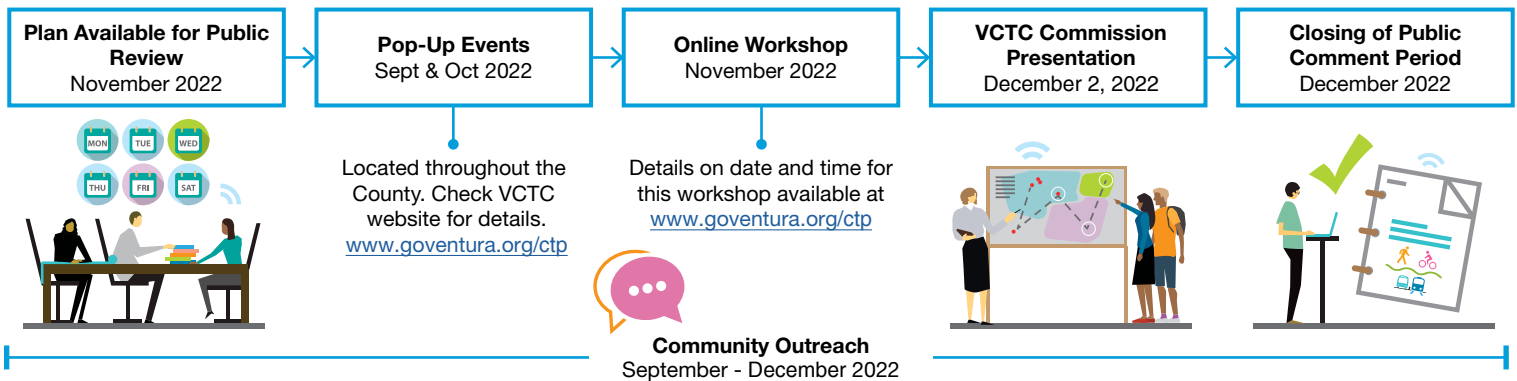 Plan Available for Public
Review
November 2022
Pop-Up Events
Sept & Oct 2022
Online Workshop
November 2022
VCTC Commission
Presentation
December 2, 2022
Closing of Public
Comment Period
December 2022
MON
TUE
WED
THU
FRI
SAT
Located throughout the
County. Check VCTC
website for details.
www.goventura.org/ctp
Details on date and time for
this workshop available at
www.goventura.org/ctp
Community Outreach
September - December 2022